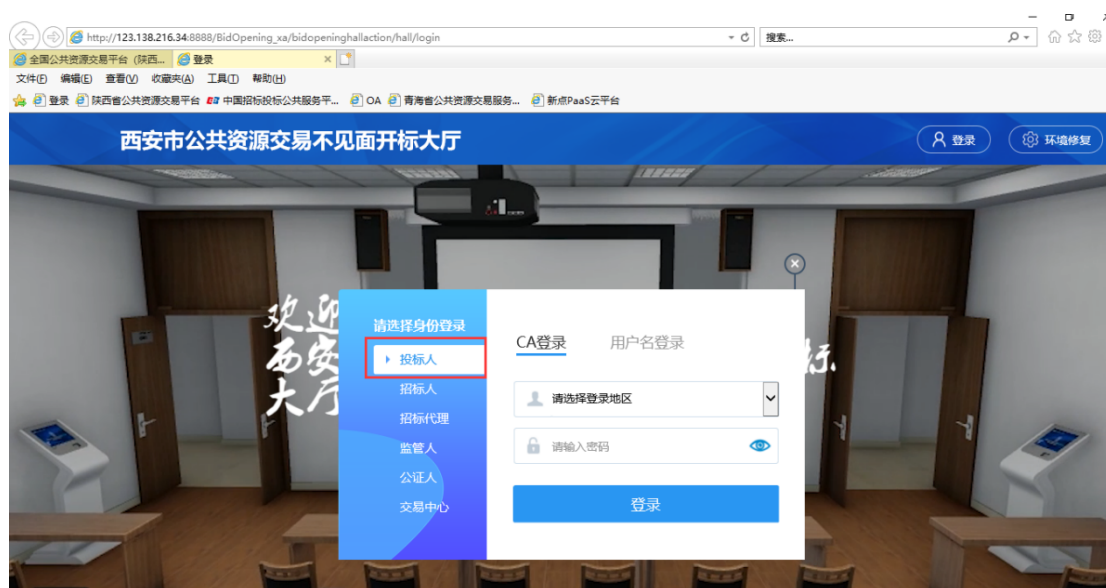 http://123.138.216.34:8888/BidOpening_xa/bidopeninghallaction/hall/login
搜索...
全国公共资源交易平台 (陕西...
登录
文件(F) 编辑(E) 查看(V) 收藏夹(A) 工具(T) 帮助(H)
登录 陕西省公共资源交易平台 中国招标投标公共服务平... OA 青海省公共资源交易服务... 新点PaaS云平台
西安市公共资源交易不见面开标大厅
登录
环境修复
欢迎
西安
标
大厅
请选择身份登录
投标人
招标人
招标代理
监管人
公证人
交易中心
CA登录 用户名登录
请选择登录地区
请输入密码
登录